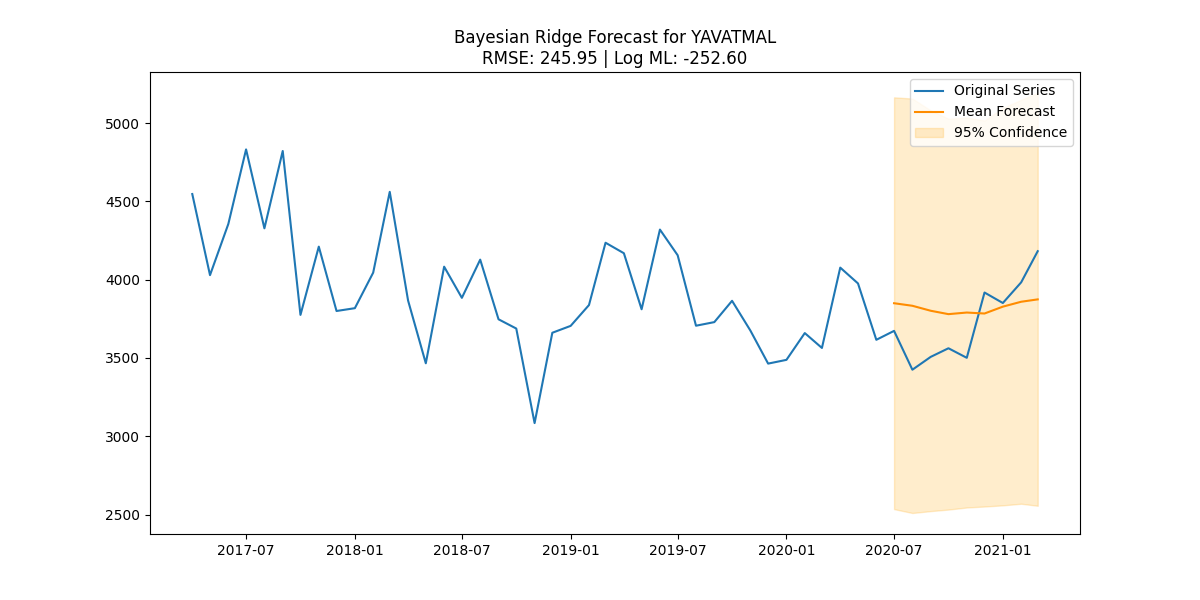 Bayesian Ridge Forecast for YAVATMAL
RMSE: 245.95 | Log ML: -252.60
Original Series
Mean Forecast
95% Confidence
5000
4500
4000
3500
3000
2500
2017-07 2018-01 2018-07 2019-01 2019-07 2020-01 2020-07 2021-01